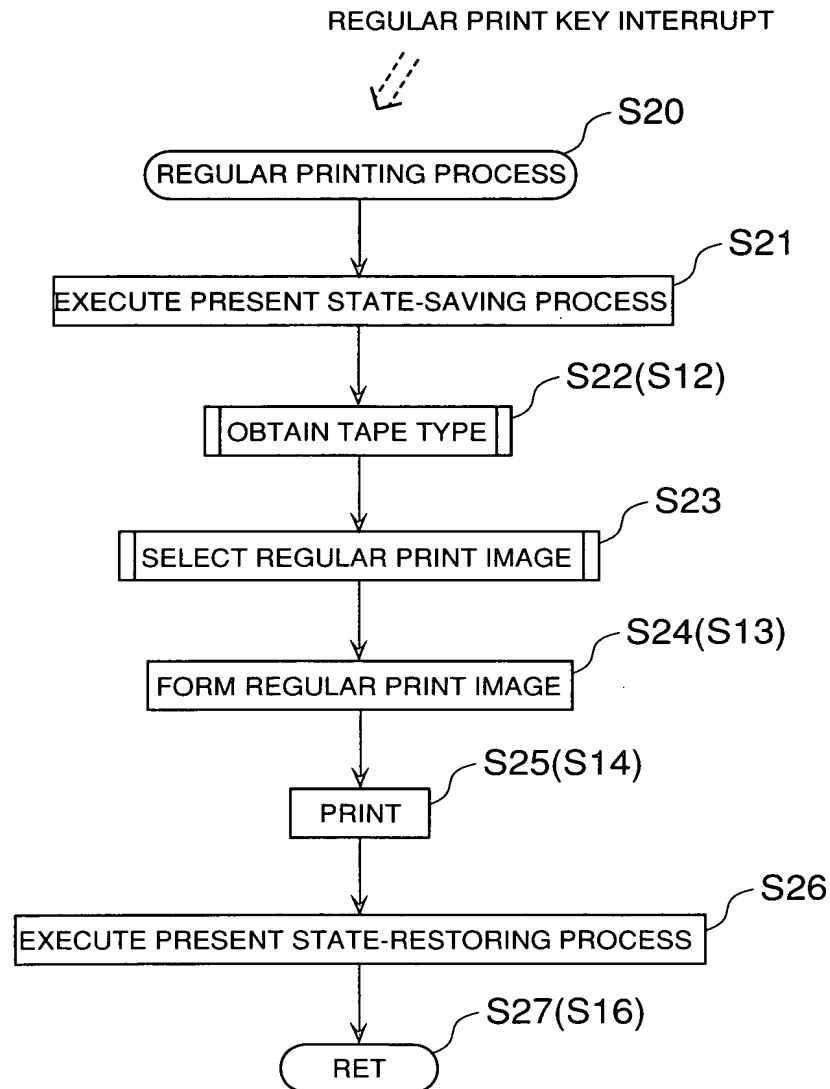 REGULAR PRINT KEY INTERRUPT
S20
REGULAR PRINTING PROCESS
S21
EXECUTE PRESENT STATE-SAVING PROCESS
S22(S12)
OBTAIN TAPE TYPE
S23
SELECT REGULAR PRINT IMAGE
S24(S13)
FORM REGULAR PRINT IMAGE
S25(S14)
PRINT
S26
EXECUTE PRESENT STATE-RESTORING PROCESS
S27(S16)
RET